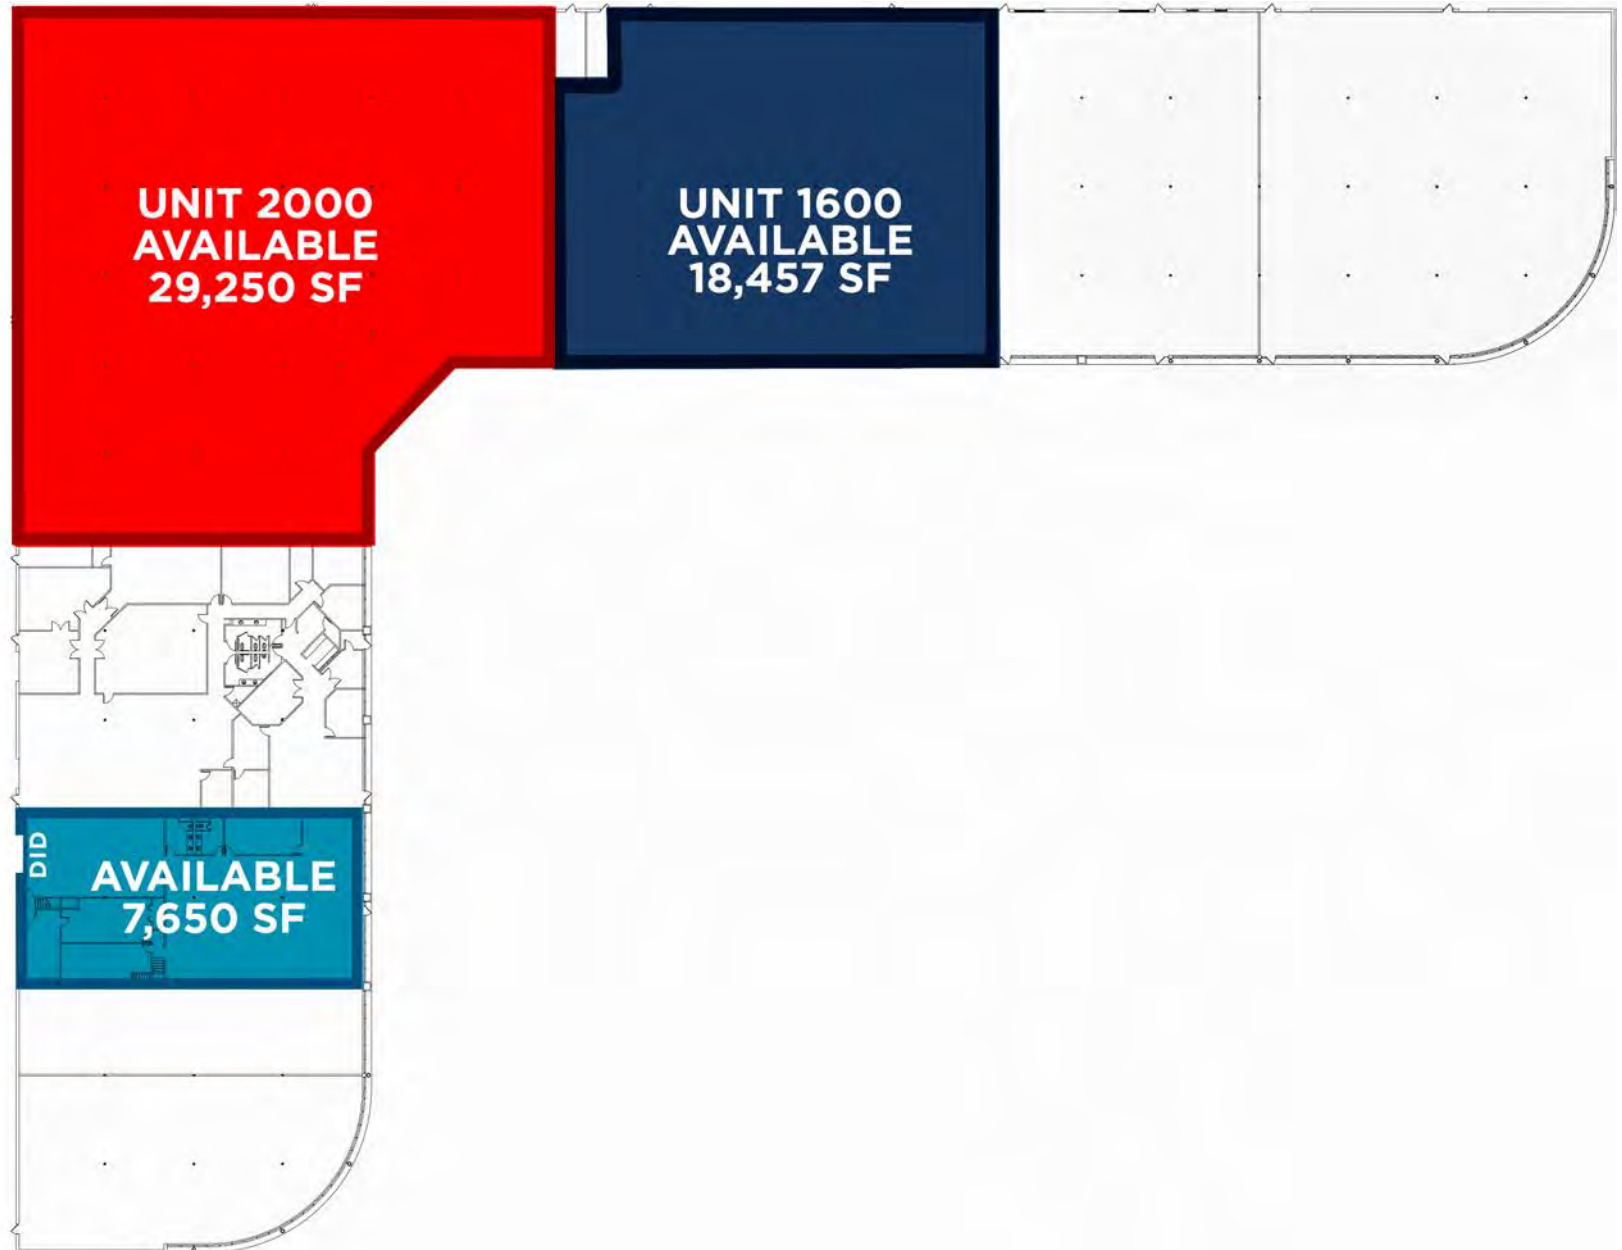 UNIT 2000
AVAILABLE
29,250 SF
UNIT 1600
AVAILABLE
18,457 SF
DID
AVAILABLE
7,650 SF